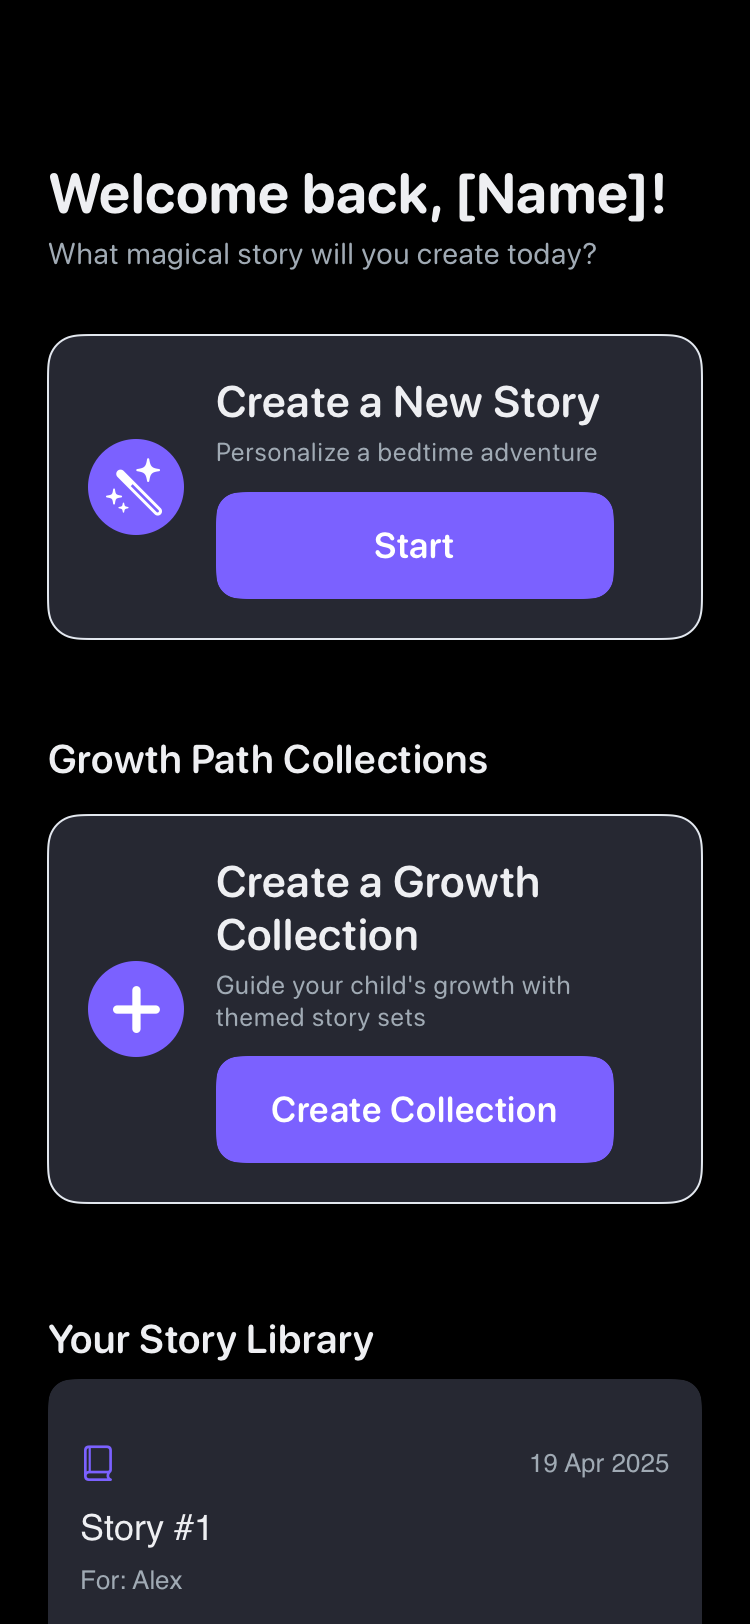 Welcome back, [Name]!
What magical story will you create today?
Create a New Story
Personalize a bedtime adventure
Start
Growth Path Collections
Create a Growth
Collection
Guide your child's growth with
themed story sets
Create Collection
Your Story Library
19 Apr 2025
Story #1
For: Alex